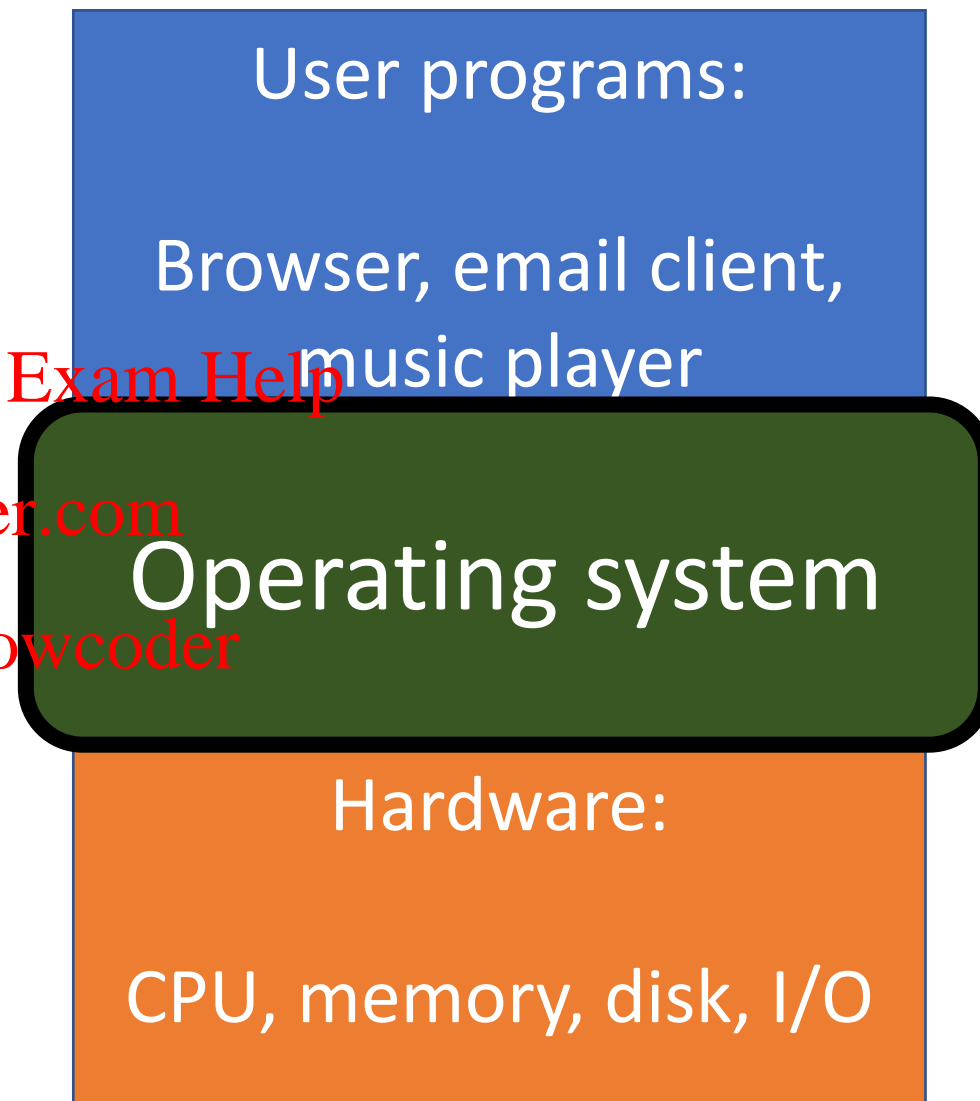 User programs:
Browser, email client,
music player
Exam Help
er.com
Operating system
owcoder
Hardware:
CPU, memory, disk, I/O